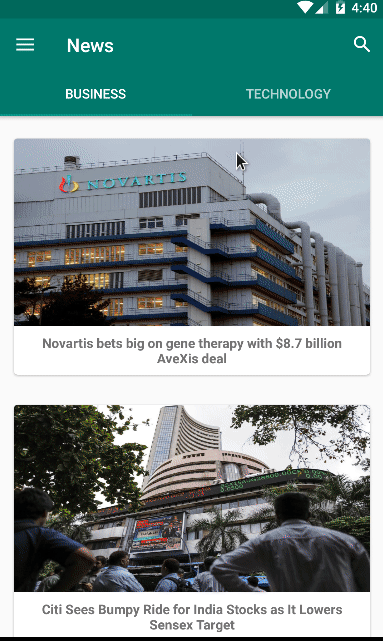 4:40
News
BUSINESS TECHNOLOGY
NOVARTIS
Novartis bets big on gene therapy with $8.7 billion
AveXis deal
Citi Sees Bumpy Ride for India Stocks as It Lowers
Sensex Target